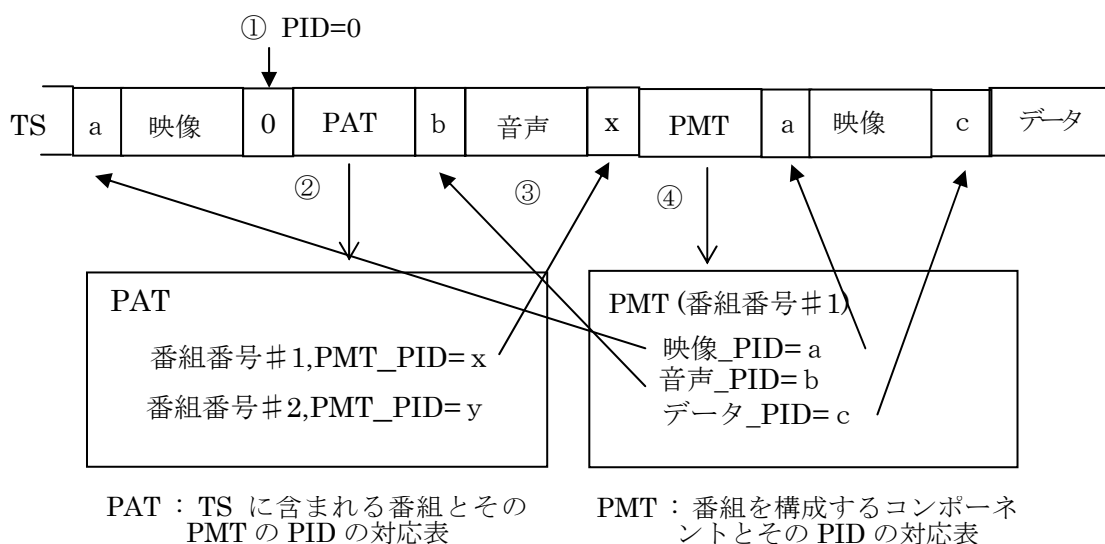 ① PID=0
TS a 映像 0 PAT b 音声 x PMT a 映像 c データ
② ③ ④
PAT
番組番号＃1,PMT_PID=x
番組番号＃2,PMT_PID=y
PMT (番組番号＃1)
映像_PID=a
音声_PID=b
データ_PID=c
PAT : TS に含まれる番組とその
PMT の PID の対応表
PMT : 番組を構成するコンポーネ
ントとその PID の対応表